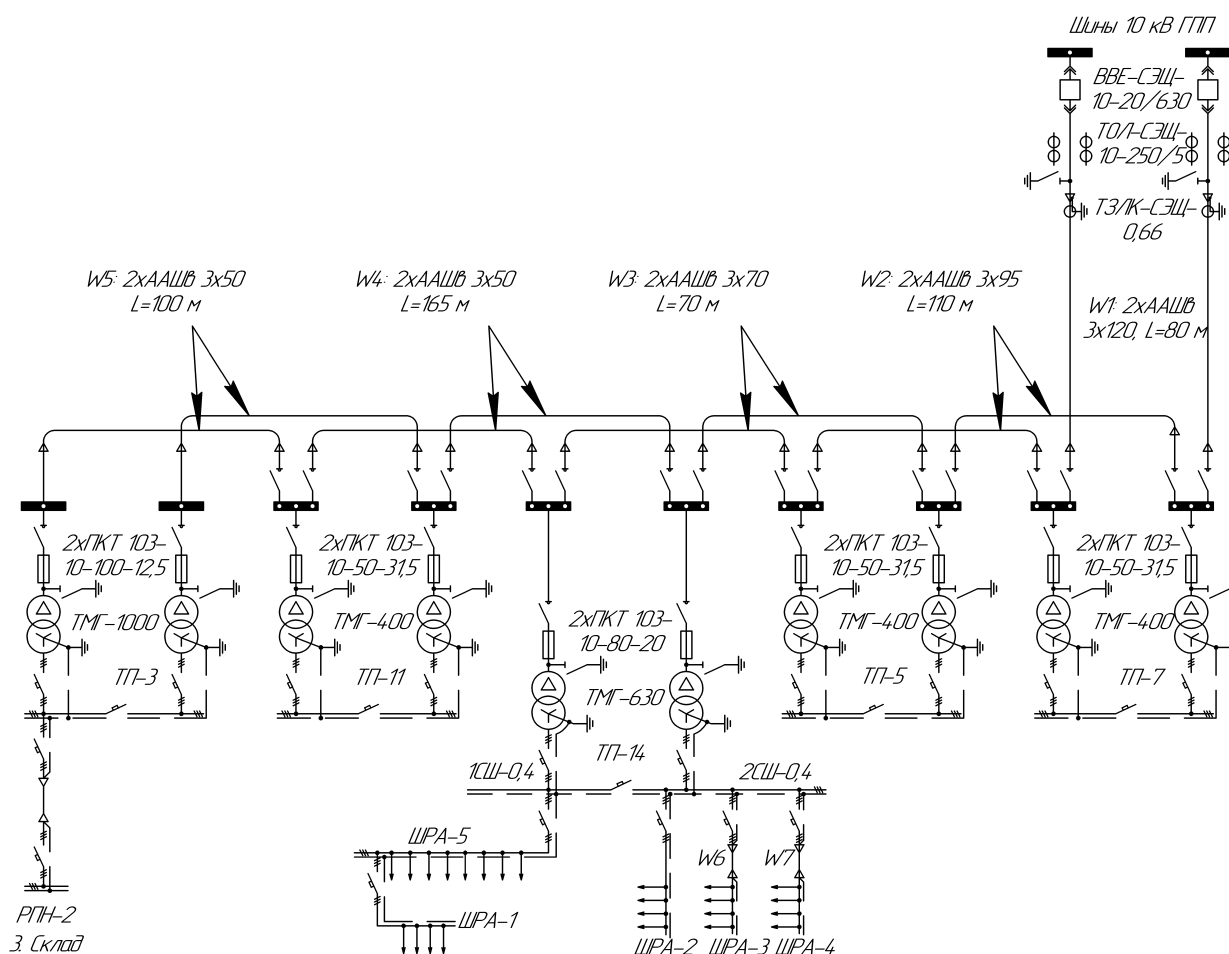 Шины 10 кВ ГПП
ВВЕ-СЭЩ-
10-20/630
ТОЛ-СЭЩ-
10-250/5
ТЗЛК-СЭЩ-
0,66
W5: 2хААШв 3х50
L=100 м
W4: 2хААШв 3х50
L=165 м
W3: 2хААШв 3х70
L=70 м
W2: 2хААШв 3х95
L=110 м
W1: 2хААШв
3х120, L=80 м
2хПКТ 103-
10-100-12,5
ТМГ-1000
ТП-3
2хПКТ 103-
10-50-31,5
ТМГ-400
ТП-11
2хПКТ 103-
10-80-20
ТМГ-630
ТП-14
2хПКТ 103-
10-50-31,5
ТМГ-400
ТП-5
2хПКТ 103-
10-50-31,5
ТМГ-400
ТП-7
1СШ-0,4
2СШ-0,4
ШРА-5
ШРА-1
W6
W7
ШРА-2
ШРА-3
ШРА-4
РПН-2
3. Склад